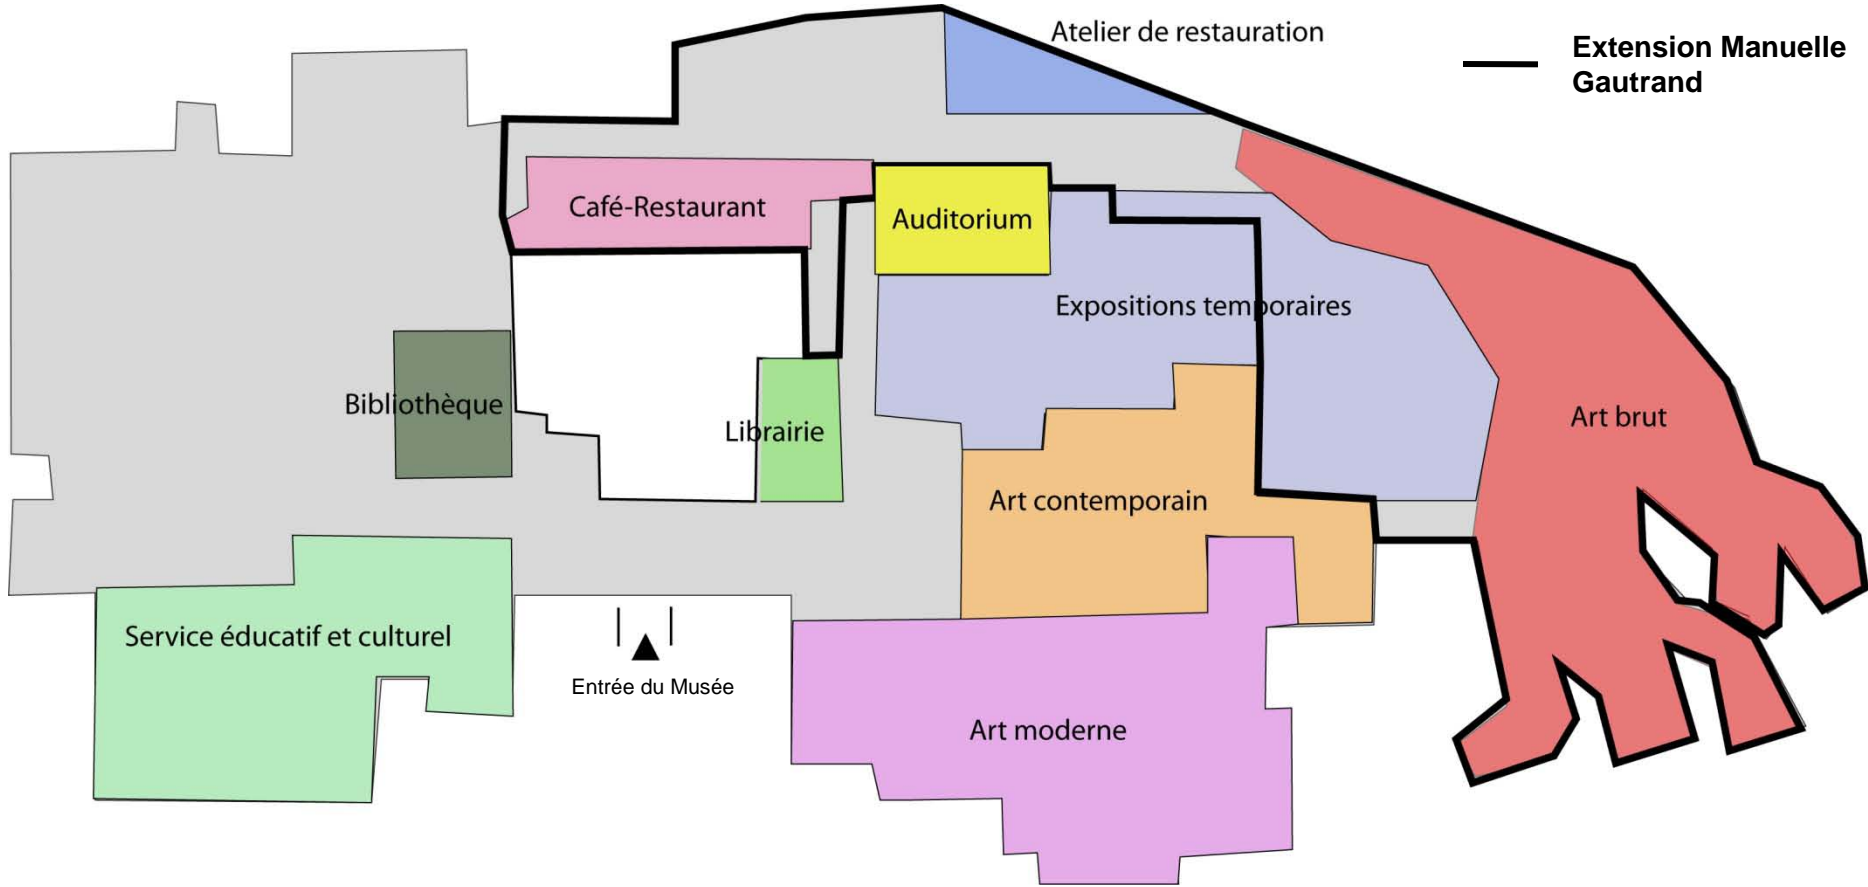 Atelier de restauration
Extension Manuelle
Gautrand
Café-Restaurant
Auditorium
Expositions temporaires
Bibliothèque
Librairie
Art brut
Art contemporain
Service éducatif et culturel
Entrée du Musée
Art moderne